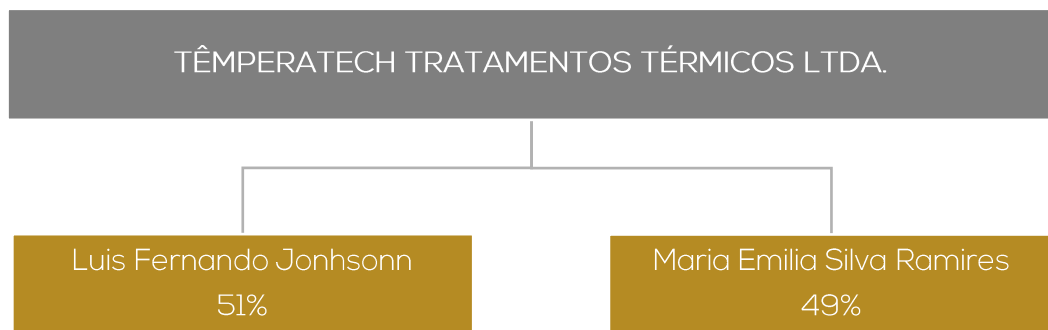 TÊMPERATECH TRATAMENTOS TÉRMICOS LTDA.
Luis Fernando Jonhsonn
51%
Maria Emilia Silva Ramires
49%